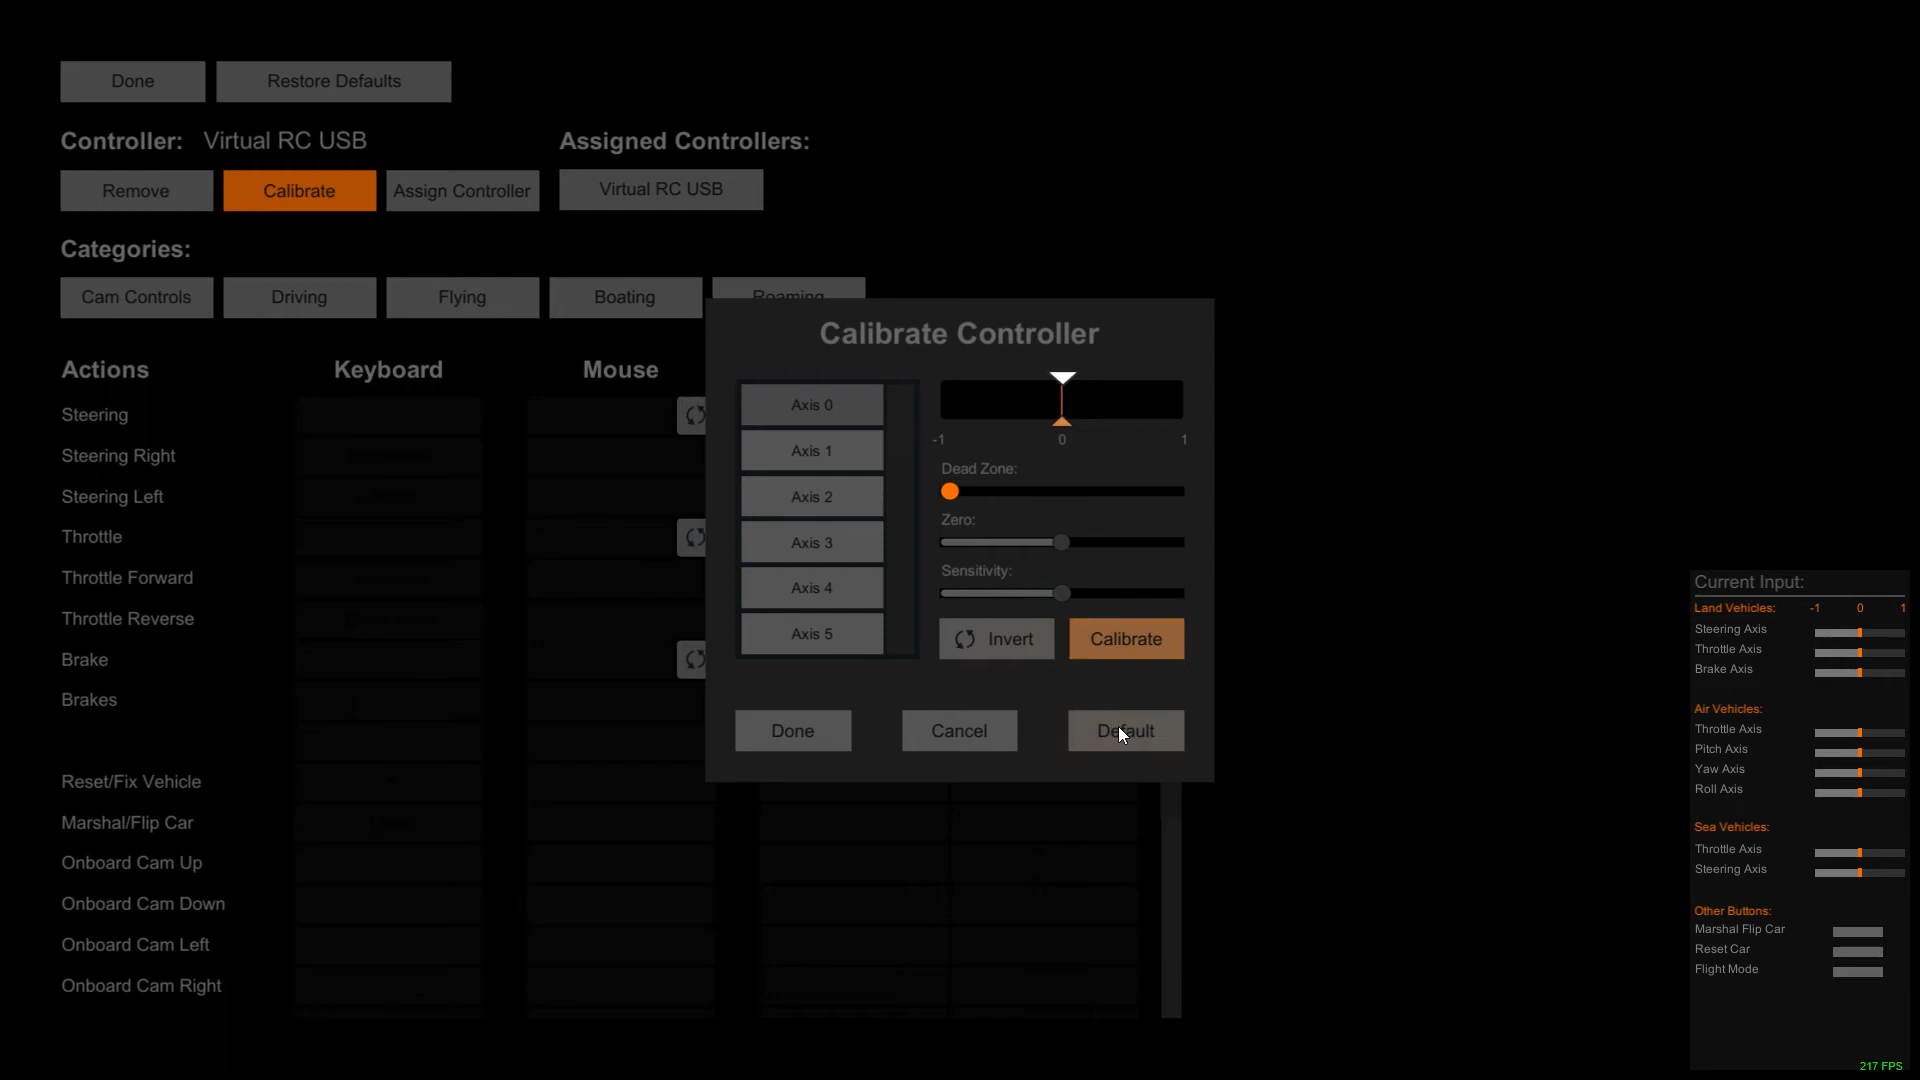 Done
Restore Defaults
Controller: Virtual RC USB
Assigned Controllers:
Remove
Calibrate
Assign Controller
Virtual RC USB
Categories:
Cam Controls
Driving
Flying
Boating
Roaming
Actions
Keyboard
Mouse
Steering
Steering Right
Steering Left
Throttle
Throttle Forward
Throttle Reverse
Brake
Brakes
Reset/Fix Vehicle
Marshal/Flip Car
Onboard Cam Up
Onboard Cam Down
Onboard Cam Left
Onboard Cam Right
Calibrate Controller
Axis 0
Axis 1
Axis 2
Axis 3
Axis 4
Axis 5
-1 0 1
Dead Zone:
Zero:
Sensitivity:
Invert
Calibrate
Done
Cancel
Default
Current Input:
Land Vehicles: -1 0 1
Steering Axis
Throttle Axis
Brake Axis
Air Vehicles:
Throttle Axis
Pitch Axis
Yaw Axis
Roll Axis
Sea Vehicles:
Throttle Axis
Steering Axis
Other Buttons:
Marshal Flip Car
Reset Car
Flight Mode
217 FPS